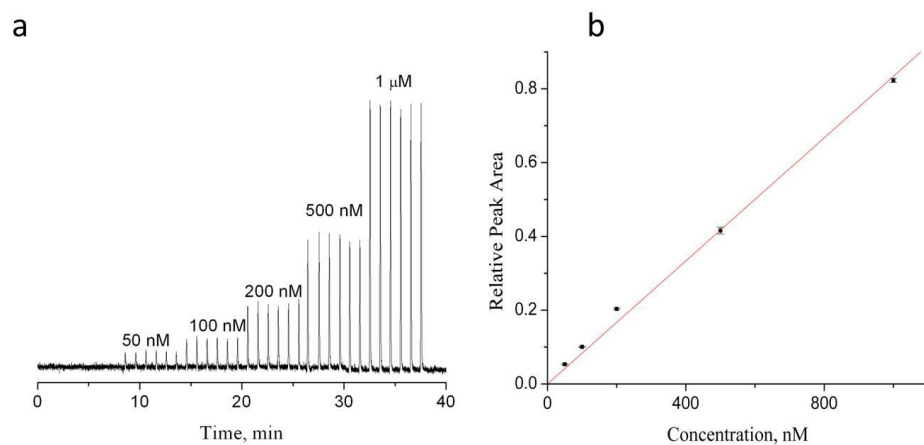 a
50 nM
100 nM
200 nM
500 nM
1 μM
0 10 20 30 40
Time, min
b
Relative Peak Area
0.8
0.6
0.4
0.2
0.0
0 400 800
Concentration, nM